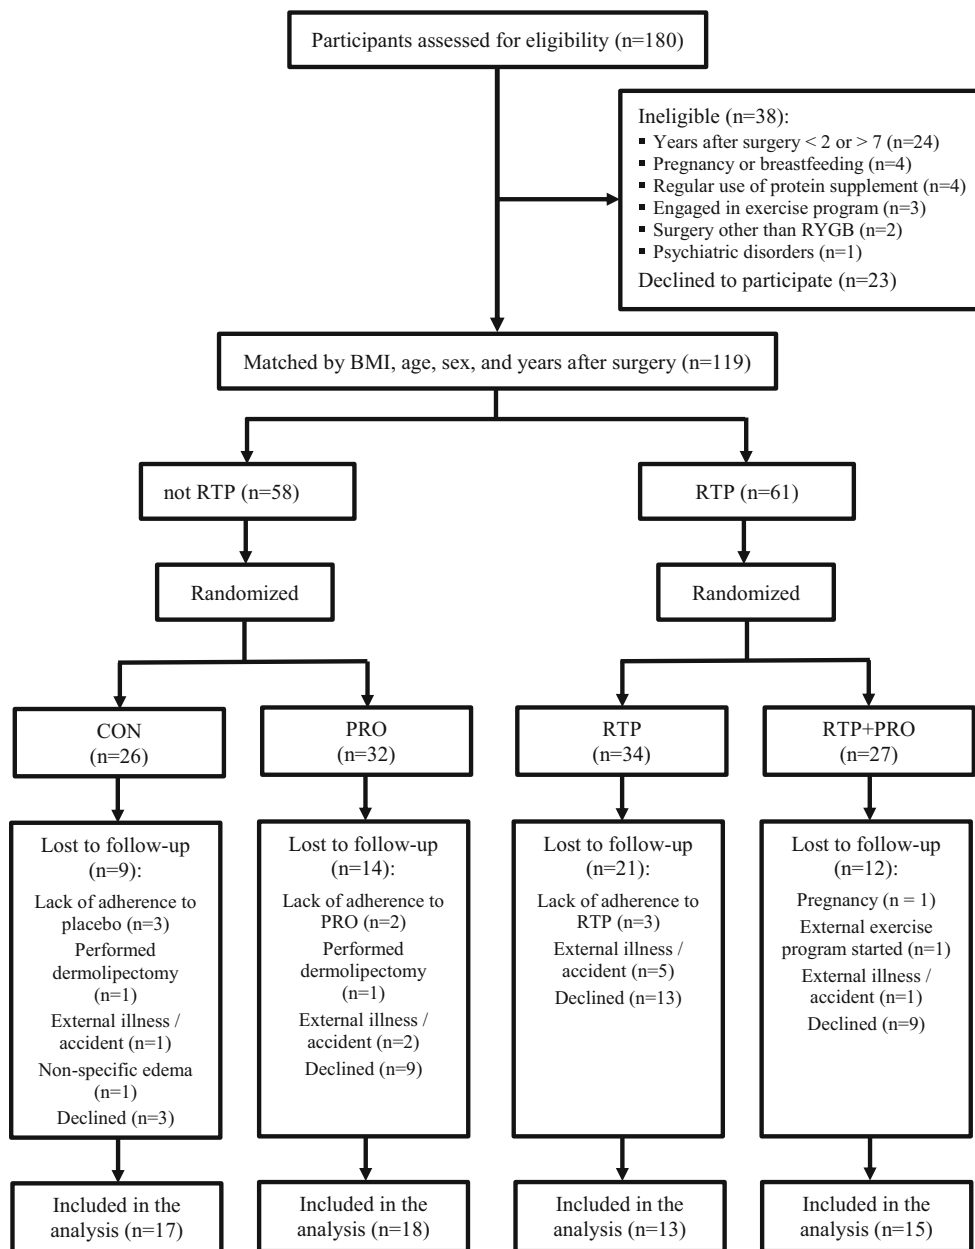 Participants assessed for eligibility (n=180)
Ineligible (n=38):
▪ Years after surgery < 2 or > 7 (n=24)
▪ Pregnancy or breastfeeding (n=4)
▪ Regular use of protein supplement (n=4)
▪ Engaged in exercise program (n=3)
▪ Surgery other than RYGB (n=2)
▪ Psychiatric disorders (n=1)
Declined to participate (n=23)
Matched by BMI, age, sex, and years after surgery (n=119)
not RTP (n=58)
RTP (n=61)
Randomized
Randomized
CON
(n=26)
PRO
(n=32)
RTP
(n=34)
RTP+PRO
(n=27)
Lost to follow-up
(n=9):
Lack of adherence to
placebo (n=3)
Performed
dermolipectomy
(n=1)
External illness /
accident (n=1)
Non-specific edema
(n=1)
Declined (n=3)
Lost to follow-up
(n=14):
Lack of adherence to
PRO (n=2)
Performed
dermolipectomy
(n=1)
External illness /
accident (n=2)
Declined (n=9)
Lost to follow-up
(n=21):
Lack of adherence to
RTP (n=3)
External illness /
accident (n=5)
Declined (n=13)
Lost to follow-up
(n=12):
Pregnancy (n = 1)
External exercise
program started (n=1)
External illness /
accident (n=1)
Declined (n=9)
Included in the
analysis (n=17)
Included in the
analysis (n=18)
Included in the
analysis (n=13)
Included in the
analysis (n=15)